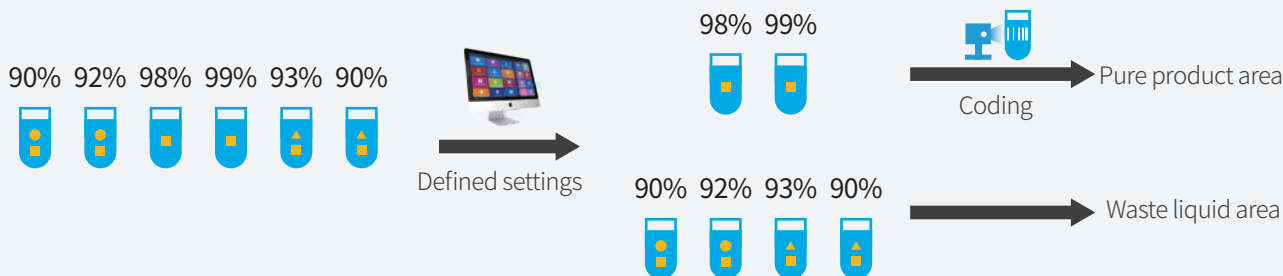 90% 92% 98% 99% 93% 90%
Defined settings
98% 99%
Coding
Pure product area
90% 92% 93% 90%
Waste liquid area